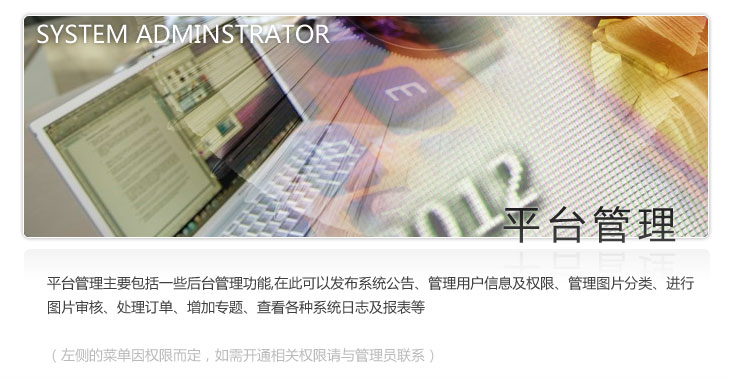 SYSTEM ADMINSTRATOR
E
012
平台管理
平台管理主要包括一些后台管理功能,在此可以发布系统公告、管理用户信息及权限、管理图片分类、进行
图片审核、处理订单、增加专题、查看各种系统日志及报表等
（左侧的菜单因权限而定，如需开通相关权限请与管理员联系）